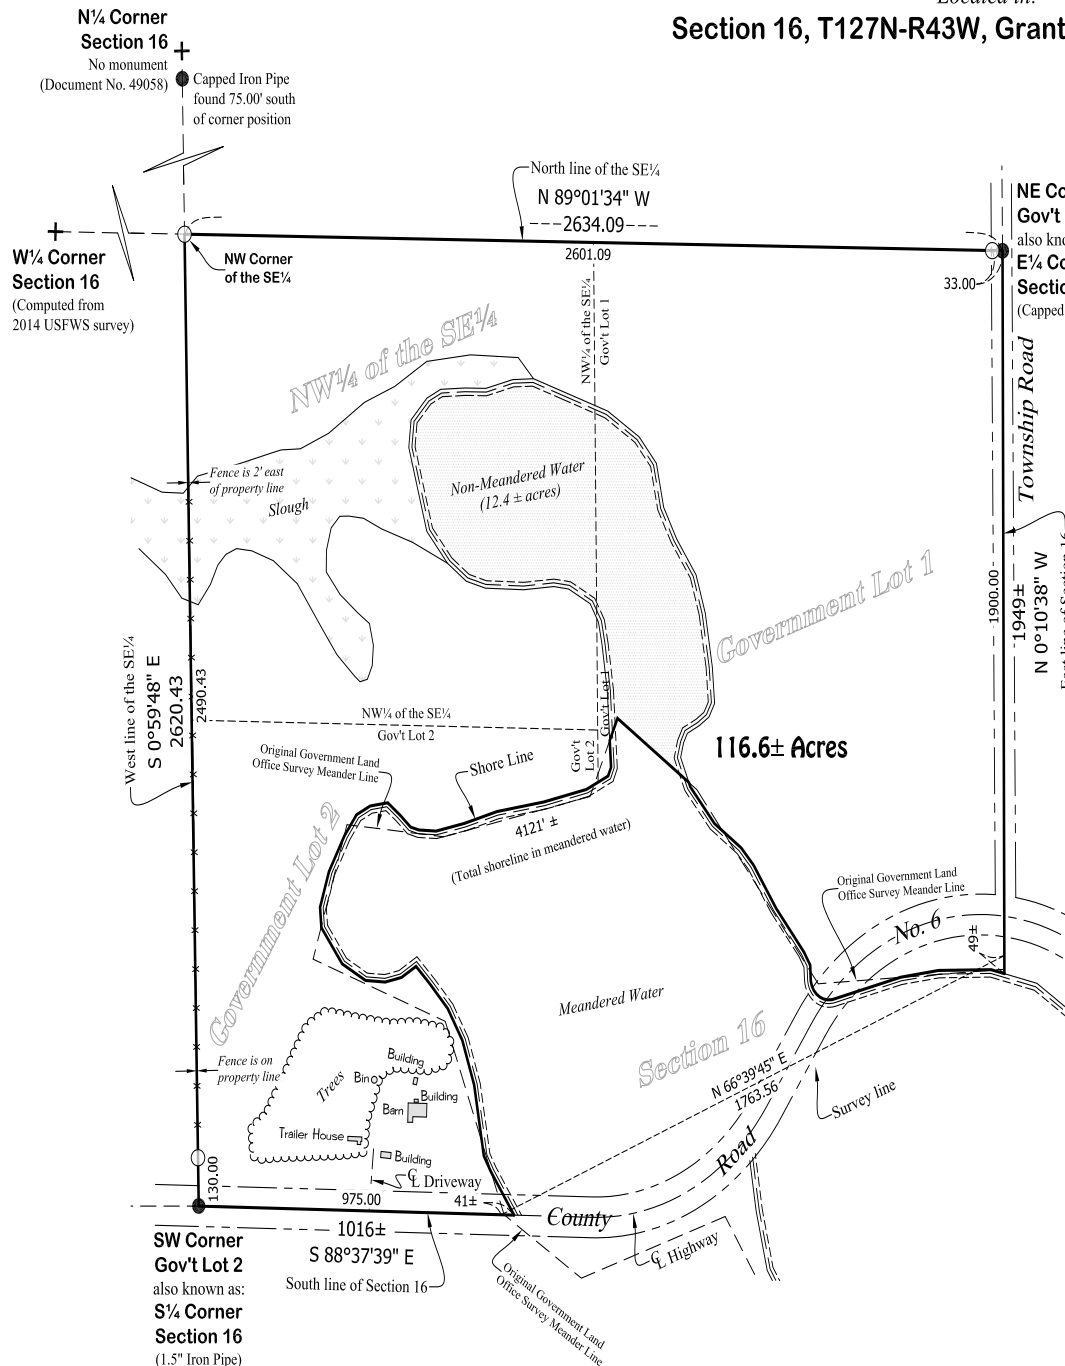 Located in:
Section 16, T127N-R43W, Grant
N¼ Corner
Section 16
No monument
(Document No. 49058)
Capped Iron Pipe
found 75.00' south
of corner position
North line of the SE¼
N 89°01'34" W
2634.09
2601.09
W¼ Corner
Section 16
(Computed from
2014 USFWS survey)
NW Corner
of the SE¼
NE Co
Gov't
also kno
E¼ Co
Sectio
(Capped
33.00
NW¼ of the SE¼
Gov't Lot 1
NW¼ of the SE¼
Township Road
Fence is 2' east
of property line
Slough
Non-Meandered Water
(12.4 ± acres)
Government Lot 1
1900.00
1949±
N 0°10'38" W
East line of Section 16
West line of the SE¼
S 0°59'48" E
2620.43
2490.43
NW¼ of the SE¼
Gov't Lot 2
Gov't Lot 1
Gov't
Lot 2
116.6± Acres
Original Government Land
Office Survey Meander Line
Shore Line
4121' ±
(Total shoreline in meandered water)
Government Lot 2
Original Government Land
Office Survey Meander Line
No. 6
49±
Meandered Water
Section 16
N 66°39'45" E
1763.56
Survey line
Fence is on
property line
Trees
Building
Bin
Building
Barn
Trailer House
Building
℄ Driveway
130.00
975.00
41±
1016±
S 88°37'39" E
South line of Section 16
County
Road
℄ Highway
Original Government Land
Office Survey Meander Line
SW Corner
Gov't Lot 2
also known as:
S¼ Corner
Section 16
(1.5" Iron Pipe)